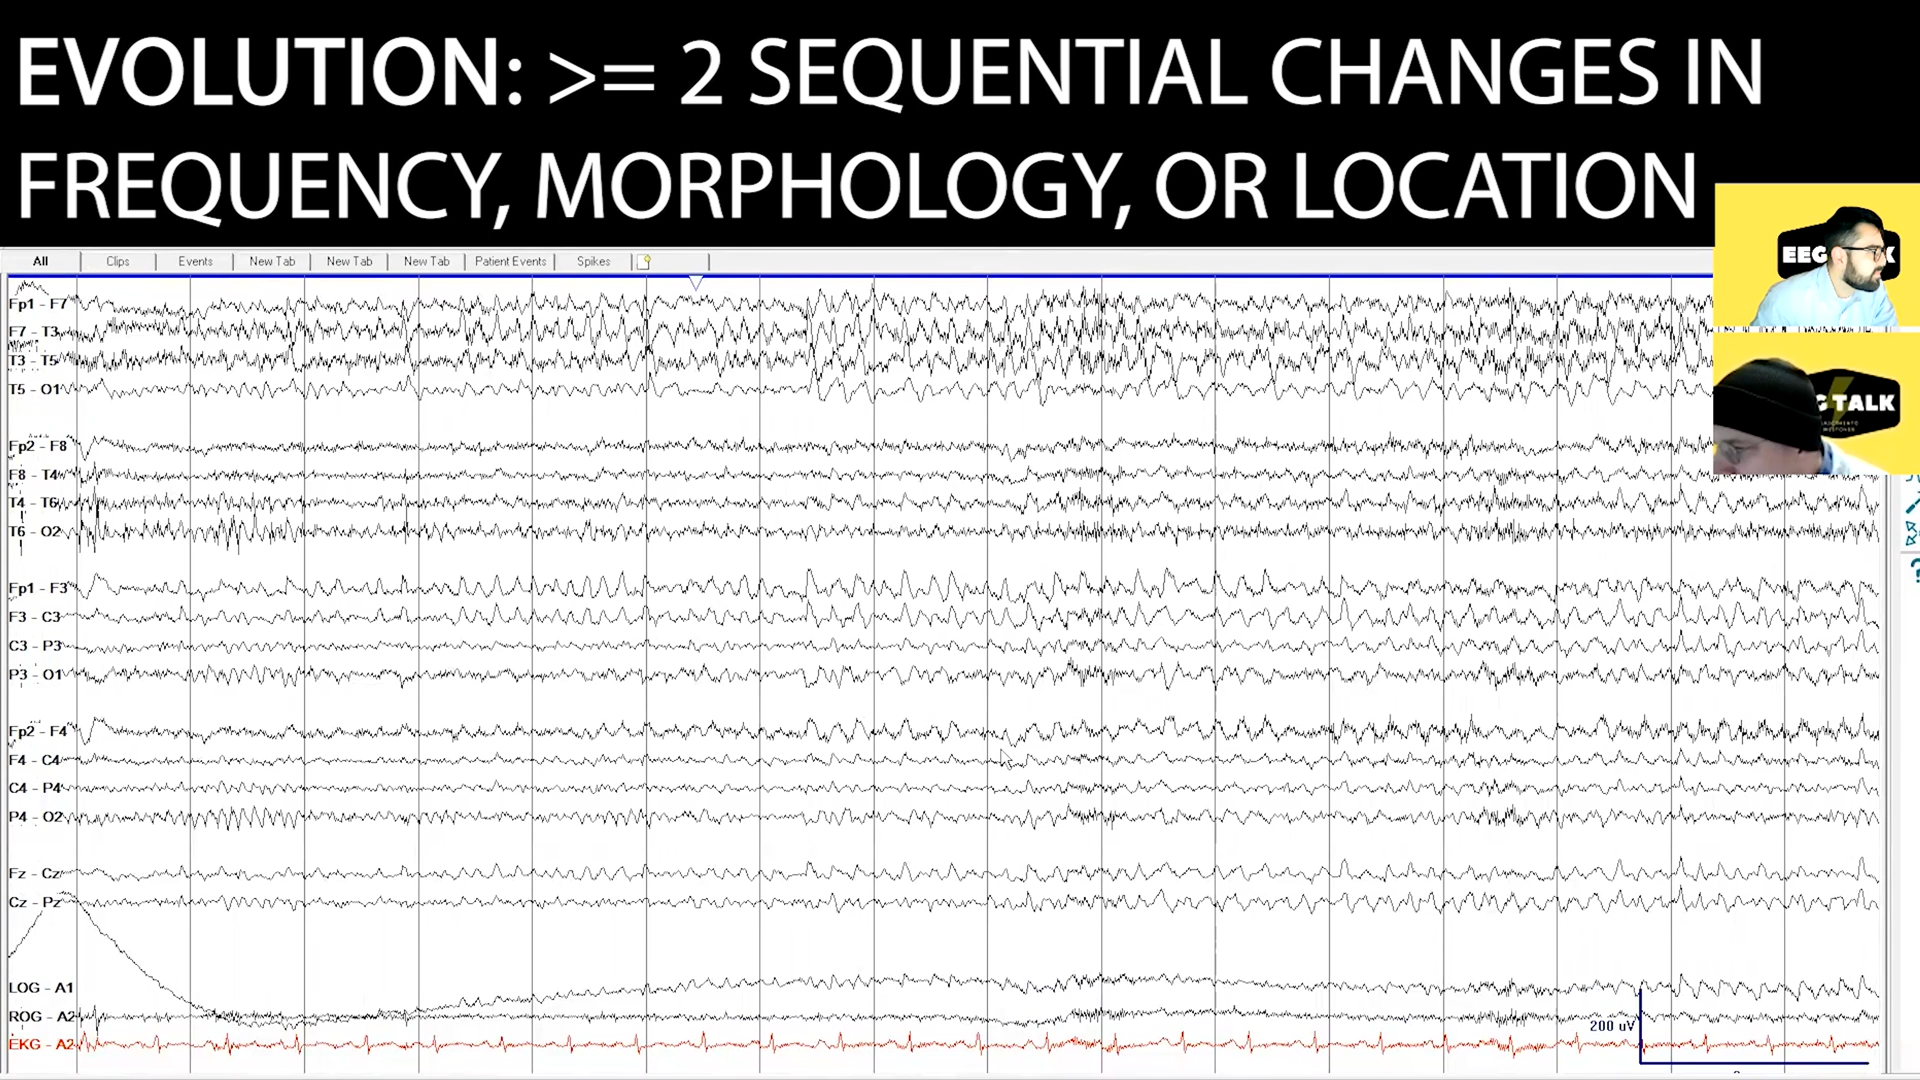 EVOLUTION: >= 2 SEQUENTIAL CHANGES IN
FREQUENCY, MORPHOLOGY, OR LOCATION
EEG K
G TALK
All Clips Events New Tab New Tab New Tab Patient Events Spikes
Fp1 - F7
F7 - T3
T3 - T5
T5 - O1
Fp2 - F8
F8 - T4
T4 - T6
T6 - O2
Fp1 - F3
F3 - C3
C3 - P3
P3 - O1
Fp2 - F4
F4 - C4
C4 - P4
P4 - O2
Fz - Cz
Cz - Pz
LOG - A1
ROG - A2
EKG - A2
200 uV